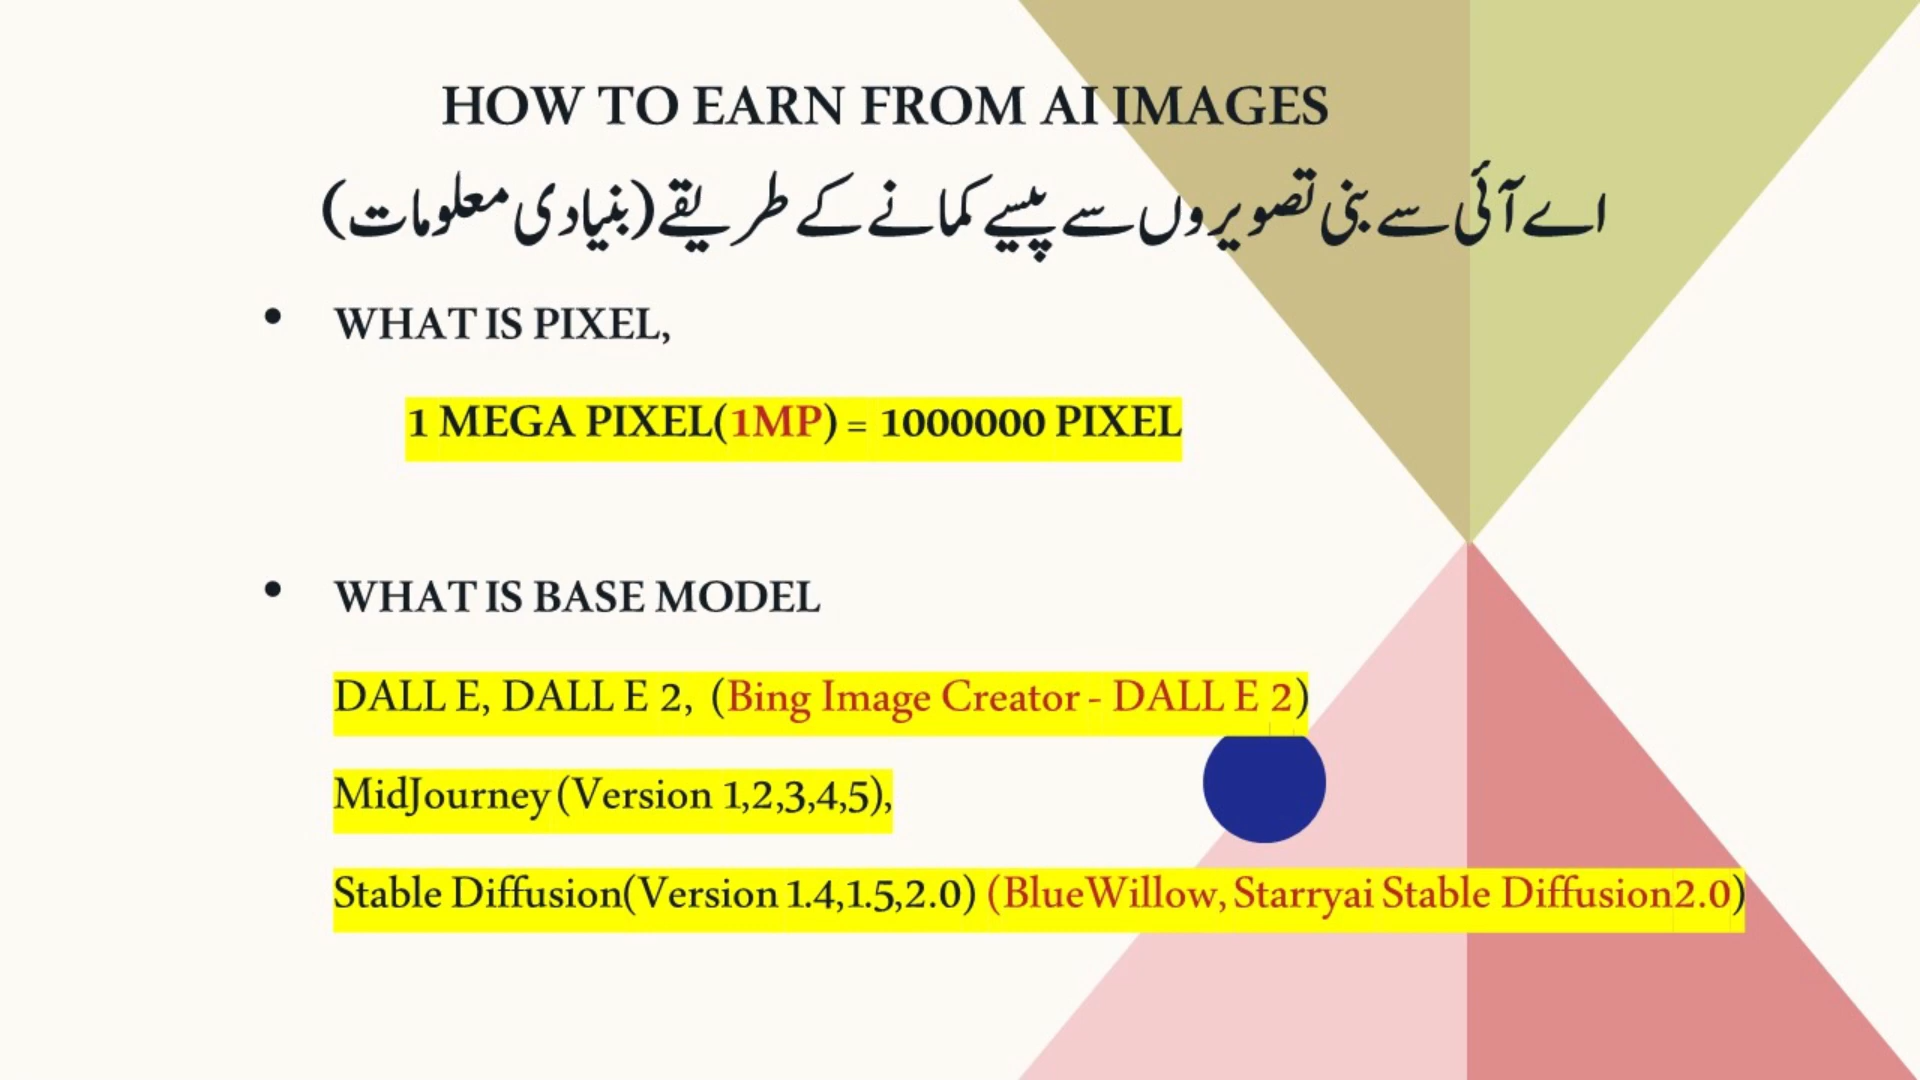 HOW TO EARN FROM AI IMAGES
اے آئی سے بنی تصویروں سے پیسے کمانے کے طریقے (بنیادی معلومات)
• WHAT IS PIXEL,
1 MEGA PIXEL(1MP) = 1000000 PIXEL
• WHAT IS BASE MODEL
DALL E, DALL E 2, (Bing Image Creator - DALL E 2)
MidJourney (Version 1,2,3,4,5),
Stable Diffusion(Version 1.4,1.5,2.0) (BlueWillow, Starryai Stable Diffusion2.0)